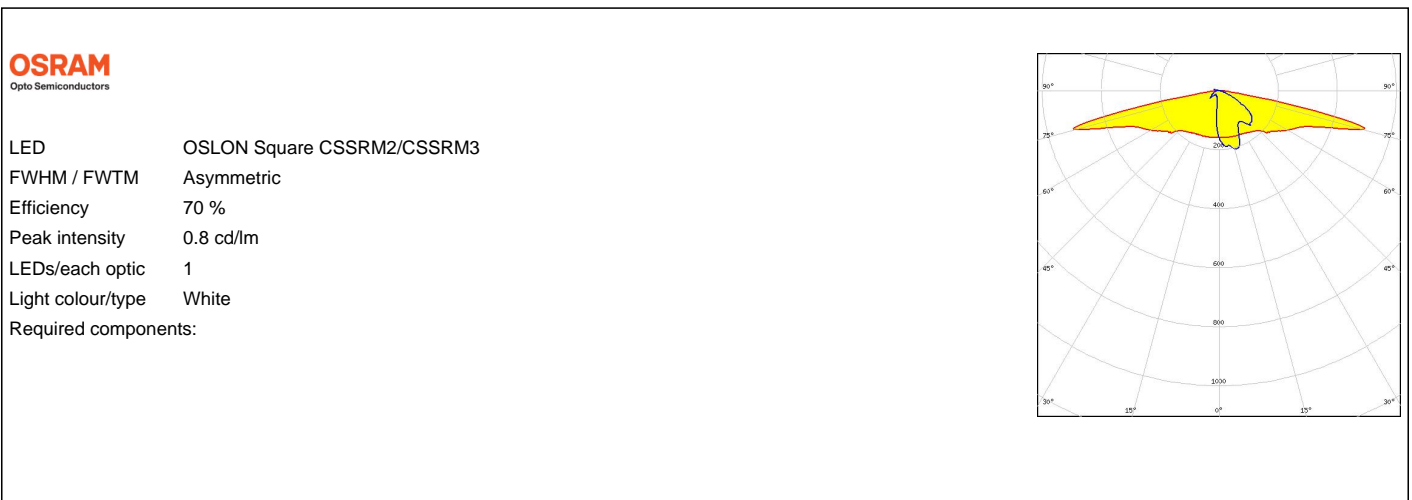 OSRAM
Opto Semiconductors
LED OSLON Square CSSRM2/CSSRM3
FWHM / FWTM Asymmetric
Efficiency 70 %
Peak intensity 0.8 cd/lm
LEDs/each optic 1
Light colour/type White
Required components:
90° 90°
75° 75°
200
60° 60°
400
45° 45°
600
800
1000
30° 30°
15° 0° 15°